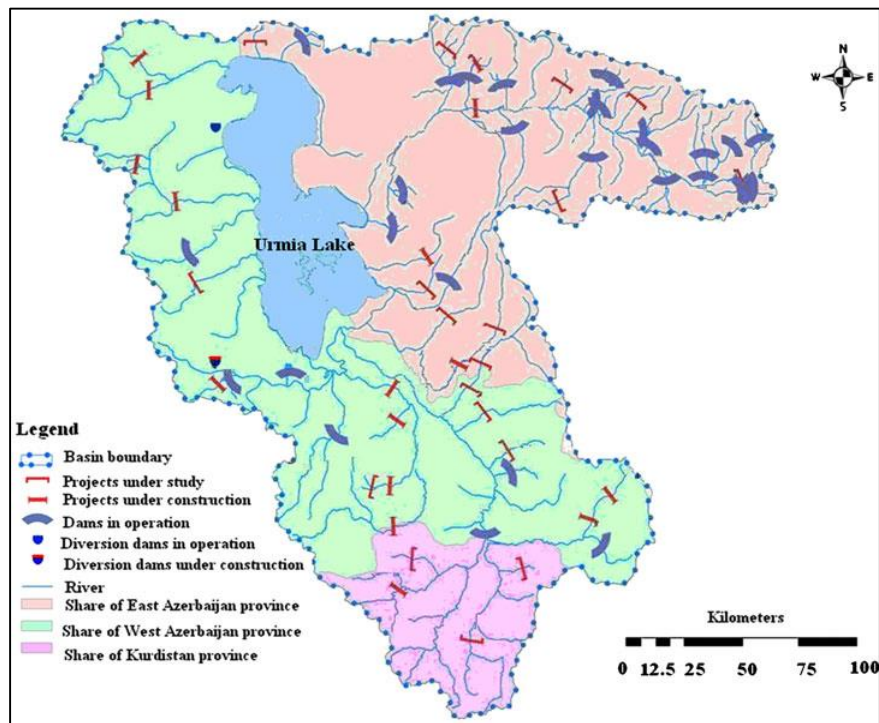 N
W E
S
Urmia Lake
Legend
Basin boundary
Projects under study
Projects under construction
Dams in operation
Diversion dams in operation
Diversion dams under construction
River
Share of East Azerbaijan province
Share of West Azerbaijan province
Share of Kurdistan province
Kilometers
0 12.5 25 50 75 100